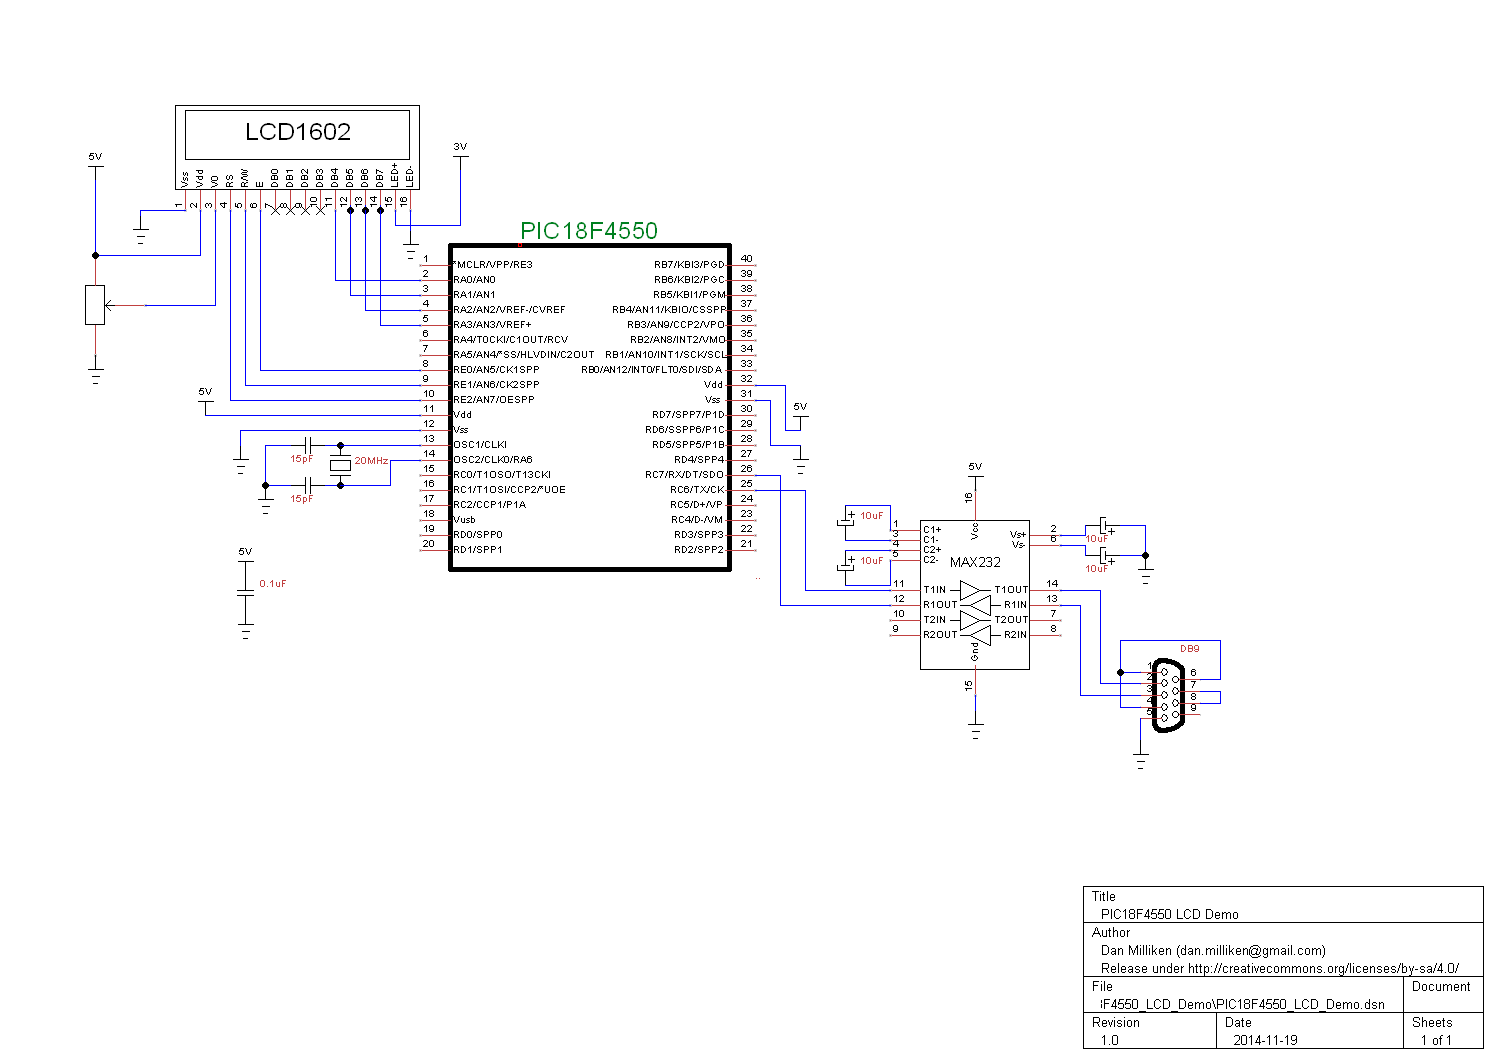 LCD1602
5V
3V
Vss
Vdd
V0
RS
R/W
E
DB0
DB1
DB2
DB3
DB4
DB5
DB6
DB7
LED+
LED-
1
2
3
4
5
6
7
8
9
10
11
12
13
14
15
16
PIC18F4550
1 *MCLR/VPP/RE3 RB7/KBI3/PGD 40
2 RA0/AN0 RB6/KBI2/PGC 39
3 RA1/AN1 RB5/KBI1/PGM 38
4 RA2/AN2/VREF-/CVREF RB4/AN11/KBIO/CSSPP 37
5 RA3/AN3/VREF+ RB3/AN9/CCP2/VPO 36
6 RA4/T0CKI/C1OUT/RCV RB2/AN8/INT2/VMO 35
7 RA5/AN4/*SS/HLVDIN/C2OUT RB1/AN10/INT1/SCK/SCL 34
8 RE0/AN5/CK1SPP RB0/AN12/INT0/FLT0/SDI/SDA 33
9 RE1/AN6/CK2SPP Vdd 32
10 RE2/AN7/OESPP Vss 31
11 Vdd RD7/SPP7/P1D 30
12 Vss RD6/SSPP6/P1C 29
13 OSC1/CLKI RD5/SPP5/P1B 28
14 OSC2/CLK0/RA6 RD4/SPP4 27
15 RC0/T1OSO/T13CKI RC7/RX/DT/SDO 26
16 RC1/T1OSI/CCP2/*UOE RC6/TX/CK 25
17 RC2/CCP1/P1A RC5/D+/VP 24
18 Vusb RC4/D-/VM 23
19 RD0/SPP0 RD3/SPP3 22
20 RD1/SPP1 RD2/SPP2 21
5V
5V
15pF
20MHz
15pF
5V
0.1uF
5V
16
Vcc
10uF
10uF
1 C1+ Vs+ 2
3 C1- Vs- 6
4 C2+
5 C2-
10uF
10uF
MAX232
11 T1IN T1OUT 14
12 R1OUT R1IN 13
10 T2IN T2OUT 7
9 R2OUT R2IN 8
Gnd
15
DB9
1
2
3
4
5
6
7
8
9
Title
PIC18F4550 LCD Demo
Author
Dan Milliken (dan.milliken@gmail.com)
Release under http://creativecommons.org/licenses/by-sa/4.0/
File Document
F4550_LCD_Demo\PIC18F4550_LCD_Demo.dsn
Revision Date Sheets
1.0 2014-11-19 1 of 1